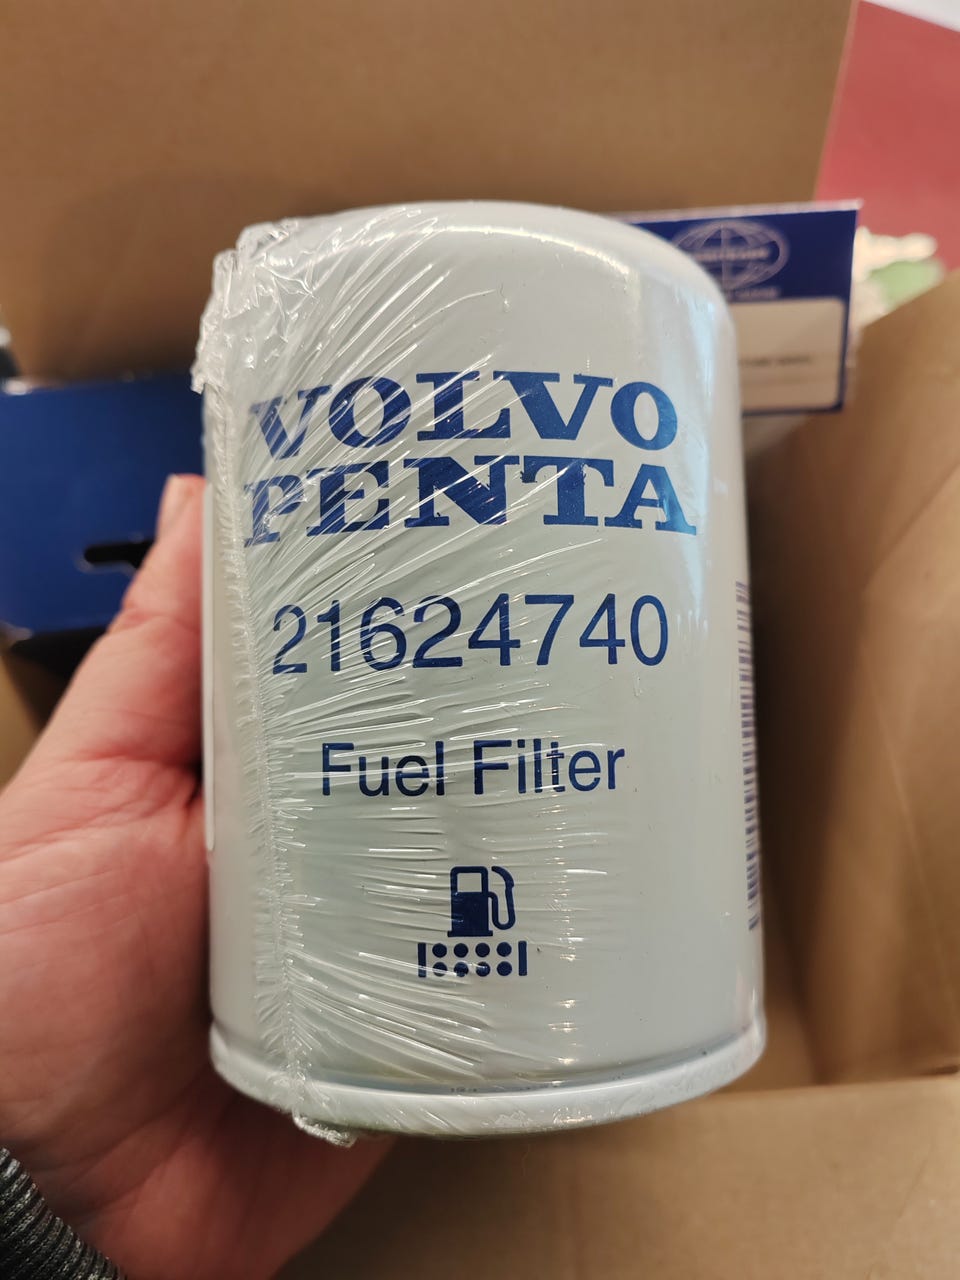 VOLVO
PENTA
21624740
Fuel Filter